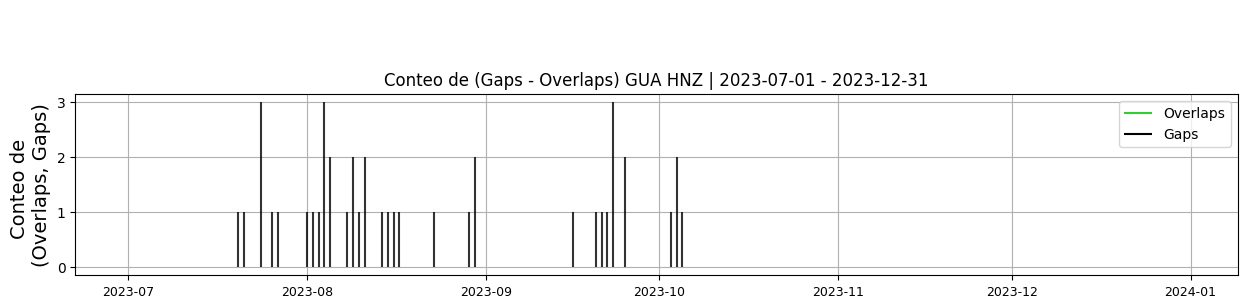 Conteo de (Gaps - Overlaps) GUA HNZ | 2023-07-01 - 2023-12-31
Conteo de
(Overlaps, Gaps)
3
2
1
0
Overlaps
Gaps
2023-07
2023-08
2023-09
2023-10
2023-11
2023-12
2024-01